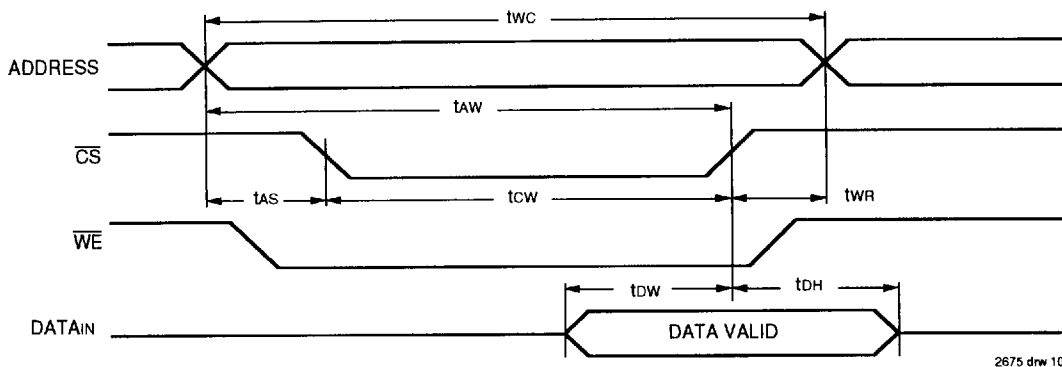 tWC
ADDRESS
tAW
CS
tAS
tCW
tWR
WE
tDW
tDH
DATAIN
DATA VALID
2675 drw 10